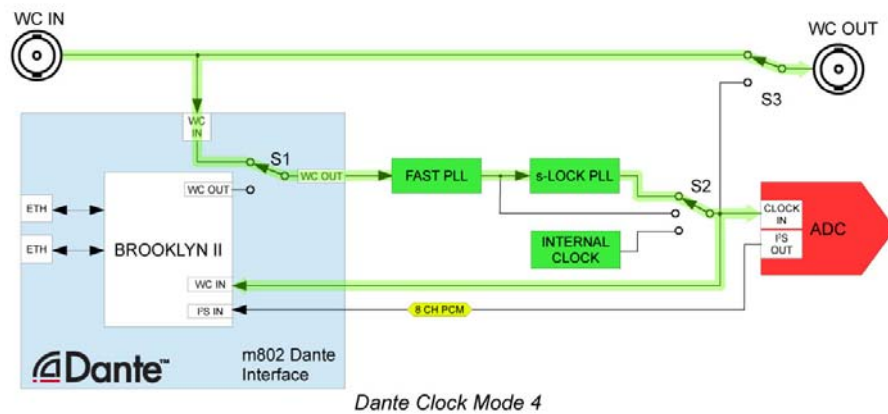 WC IN
WC OUT
S3
WC
IN
S1
WC OUT
FAST PLL
s-LOCK PLL
S2
WC OUT
ETH
ETH
BROOKLYN II
INTERNAL
CLOCK
CLOCK
IN
I²S
OUT
ADC
WC IN
I²S IN
8 CH PCM
Dante™
m802 Dante
Interface
Dante Clock Mode 4